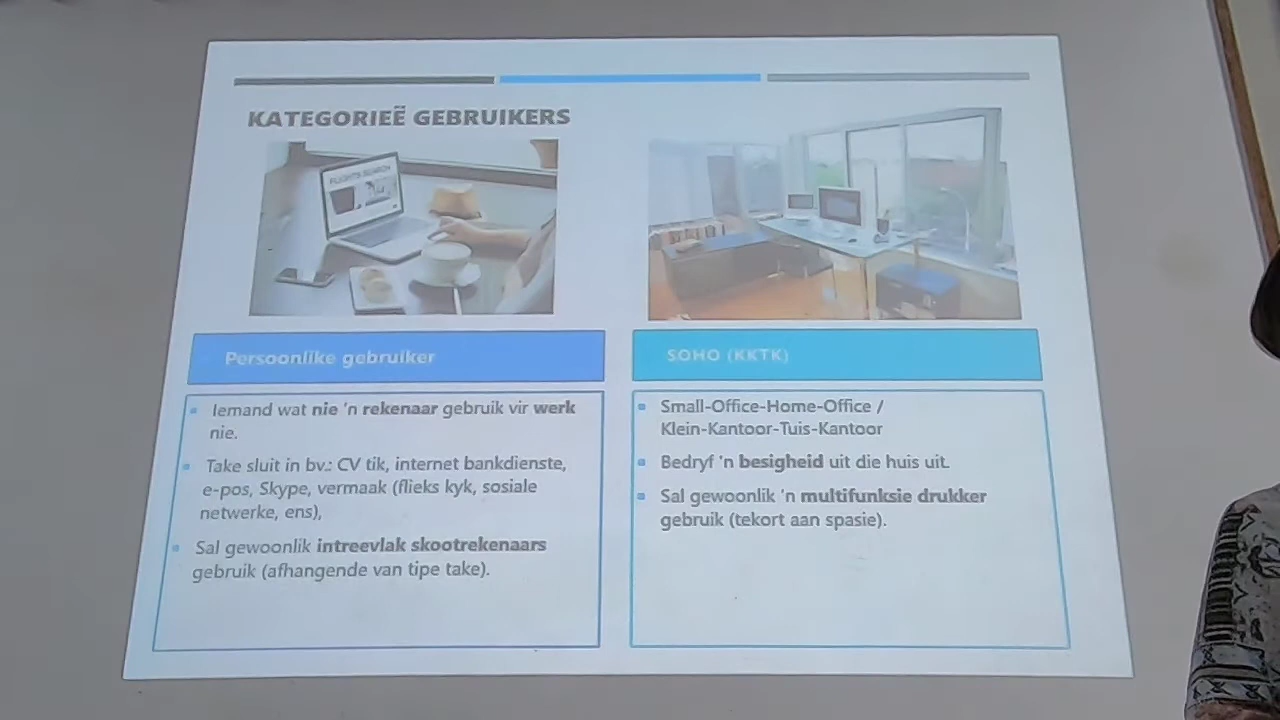 KATEGORIEË GEBRUIKERS
FLIGHTS SEARCH
Persoonlike gebruiker
Iemand wat nie 'n rekenaar gebruik vir werk
nie.
Take sluit in bv.: CV tik, internet bankdienste,
e-pos, Skype, vermaak (flieks kyk, sosiale
netwerke, ens),
Sal gewoonlik intreevlak skootrekenaars
gebruik (afhangende van tipe take).
SOHO (KKTK)
Small-Office-Home-Office /
Klein-Kantoor-Tuis-Kantoor
Bedryf 'n besigheid uit die huis uit.
Sal gewoonlik 'n multifunksie drukker
gebruik (tekort aan spasie).